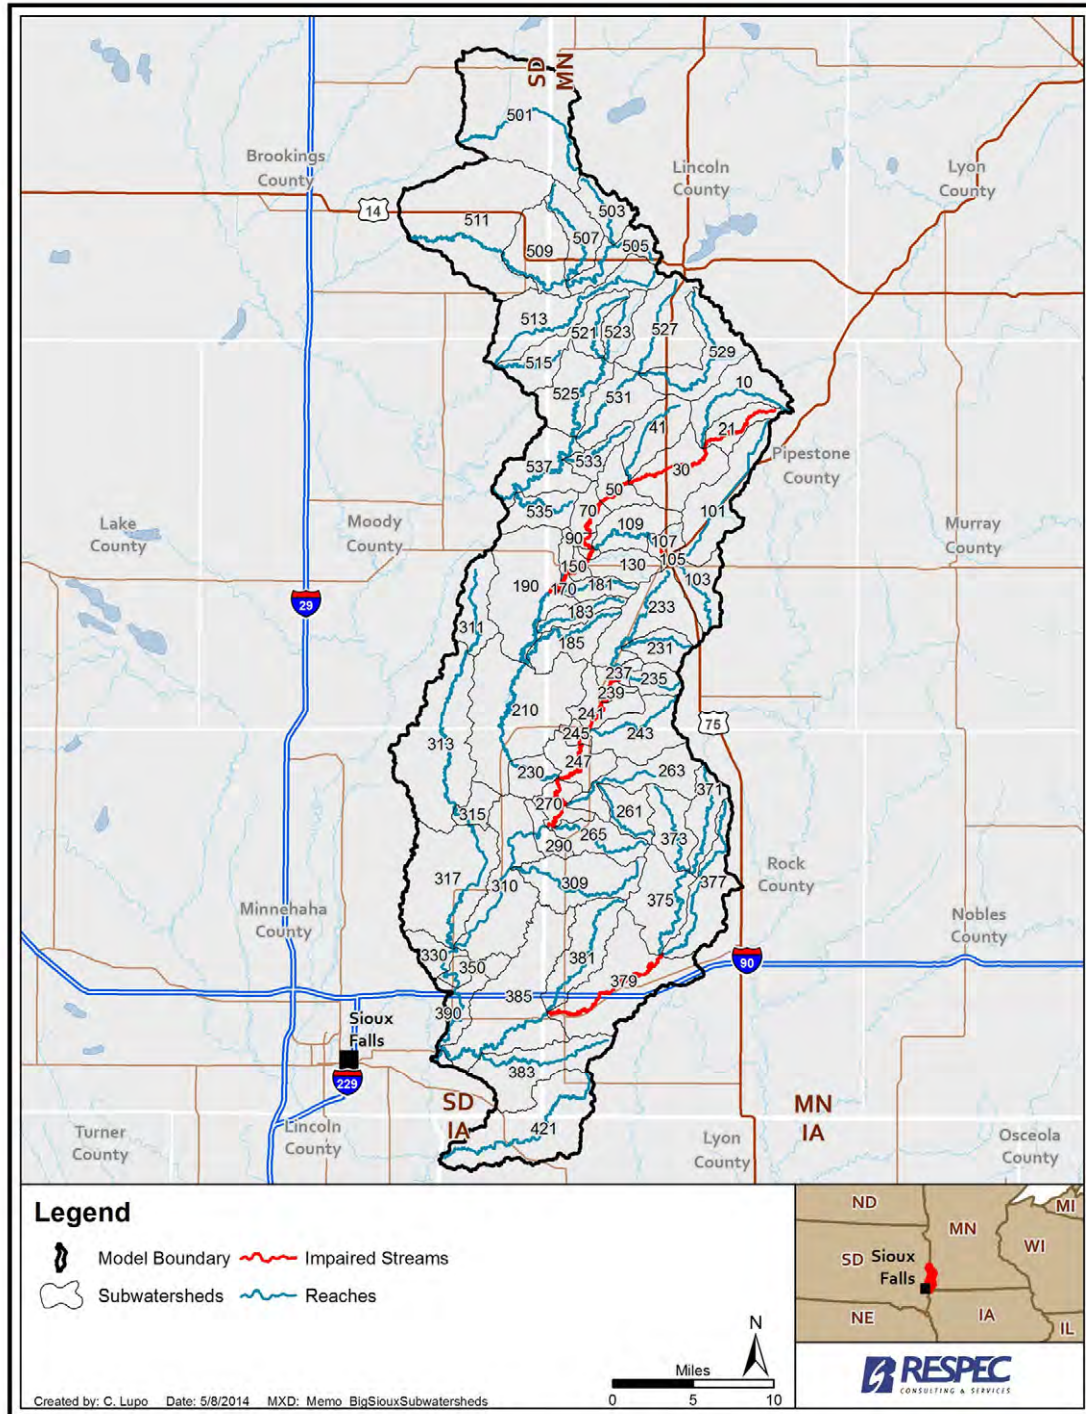 SD
MN
501
Brookings
County
Lincoln
County
Lyon
County
14
511
503
507
509
505
513
521
523
527
515
529
10
525
531
41
21
Pipestone
County
537
533
30
50
535
70
101
Lake
County
Moody
County
109
Murray
County
90
107
105
150
130
190
170
181
103
29
183
233
311
185
231
237
235
239
210
241
75
243
313
245
247
263
230
371
270
315
261
373
265
290
Rock
County
317
309
377
310
375
Minnehaha
County
Nobles
County
330
350
381
90
379
385
390
Sioux
Falls
383
229
SD
IA
MN
IA
421
Turner
County
Lincoln
County
Lyon
County
Osceola
County
Legend
Model Boundary
Impaired Streams
Subwatersheds
Reaches
N
Miles
0 5 10
Created by: C. Lupo Date: 5/8/2014 MXD: Memo_BigSiouxSubwatersheds
ND
MN
MI
SD
Sioux
Falls
WI
NE
IA
IL
RESPEC
CONSULTING & SERVICES